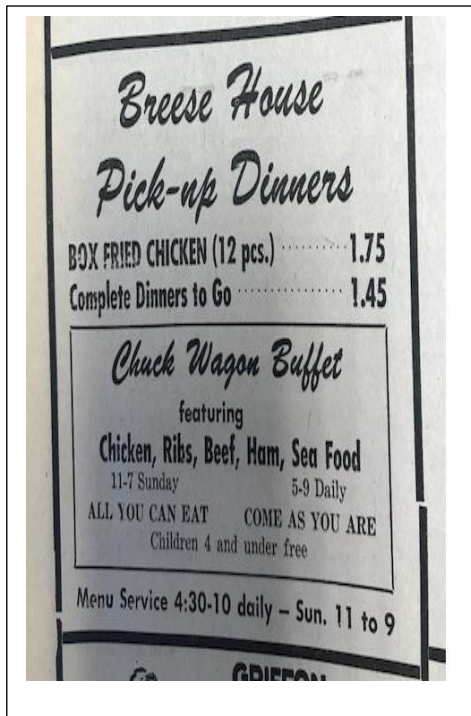 Breese House
Pick-up Dinners
BOX FRIED CHICKEN (12 pcs.) ·········· 1.75
Complete Dinners to Go ················ 1.45
Chuck Wagon Buffet
featuring
Chicken, Ribs, Beef, Ham, Sea Food
11-7 Sunday 5-9 Daily
ALL YOU CAN EAT COME AS YOU ARE
Children 4 and under free
Menu Service 4:30-10 daily – Sun. 11 to 9